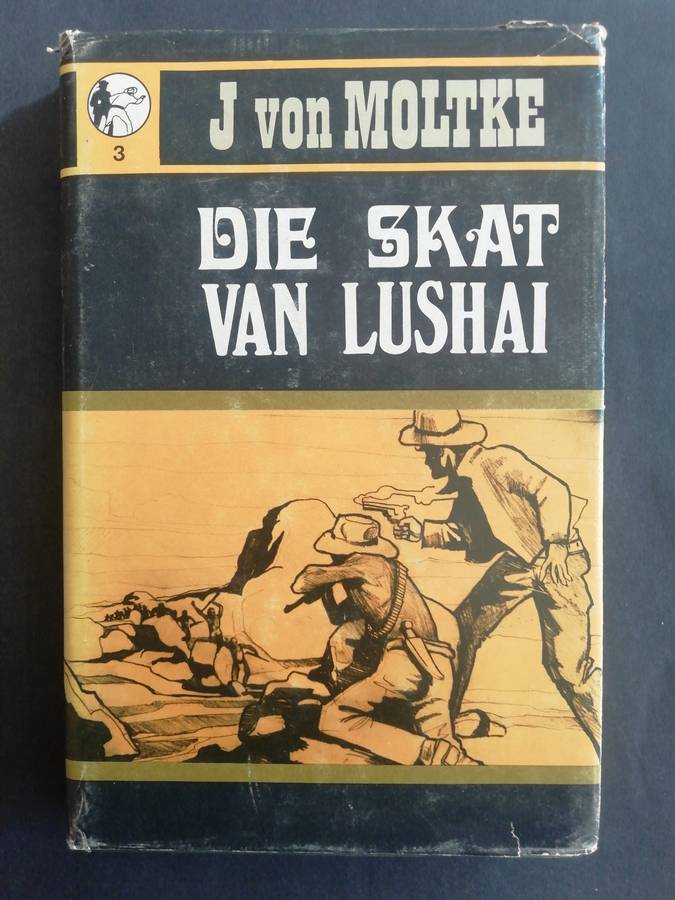 J von MOLTKE
3
DIE SKAT
VAN LUSHAI